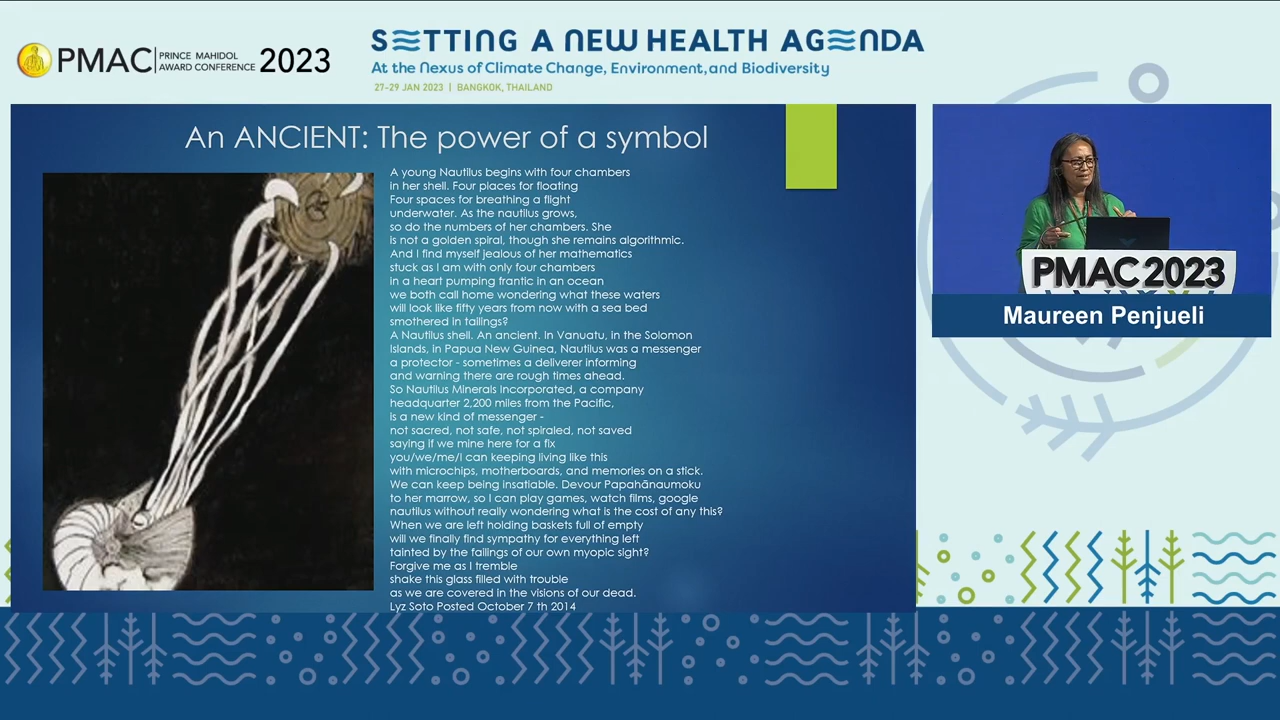 PMAC PRINCE MAHIDOL AWARD CONFERENCE 2023
SETTING A NEW HEALTH AGENDA
At the Nexus of Climate Change, Environment, and Biodiversity
27-29 JAN 2023 | BANGKOK, THAILAND
An ANCIENT: The power of a symbol
A young Nautilus begins with four chambers
in her shell. Four places for floating
Four spaces for breathing a flight
underwater. As the nautilus grows,
so do the numbers of her chambers. She
is not a golden spiral, though she remains algorithmic.
And I find myself jealous of her mathematics
stuck as I am with only four chambers
in a heart pumping frantic in an ocean
we both call home wondering what these waters
will look like fifty years from now with a sea bed
smothered in tailings?
A Nautilus shell. An ancient. In Vanuatu, in the Solomon
Islands, in Papua New Guinea, Nautilus was a messenger
a protector - sometimes a deliverer informing
and warning there are rough times ahead.
So Nautilus Minerals Incorporated, a company
headquarter 2,200 miles from the Pacific,
is a new kind of messenger -
not sacred, not safe, not spiraled, not saved
saying if we mine here for a fix
you/we/me/I can keeping living like this
with microchips, motherboards, and memories on a stick.
We can keep being insatiable. Devour Papahānaumoku
to her marrow, so I can play games, watch films, google
nautilus without really wondering what is the cost of any this?
When we are left holding baskets full of empty
will we finally find sympathy for everything left
tainted by the failings of our own myopic sight?
Forgive me as I tremble
shake this glass filled with trouble
as we are covered in the visions of our dead.
Lyz Soto Posted October 7 th 2014
PMAC 2023
Maureen Penjueli